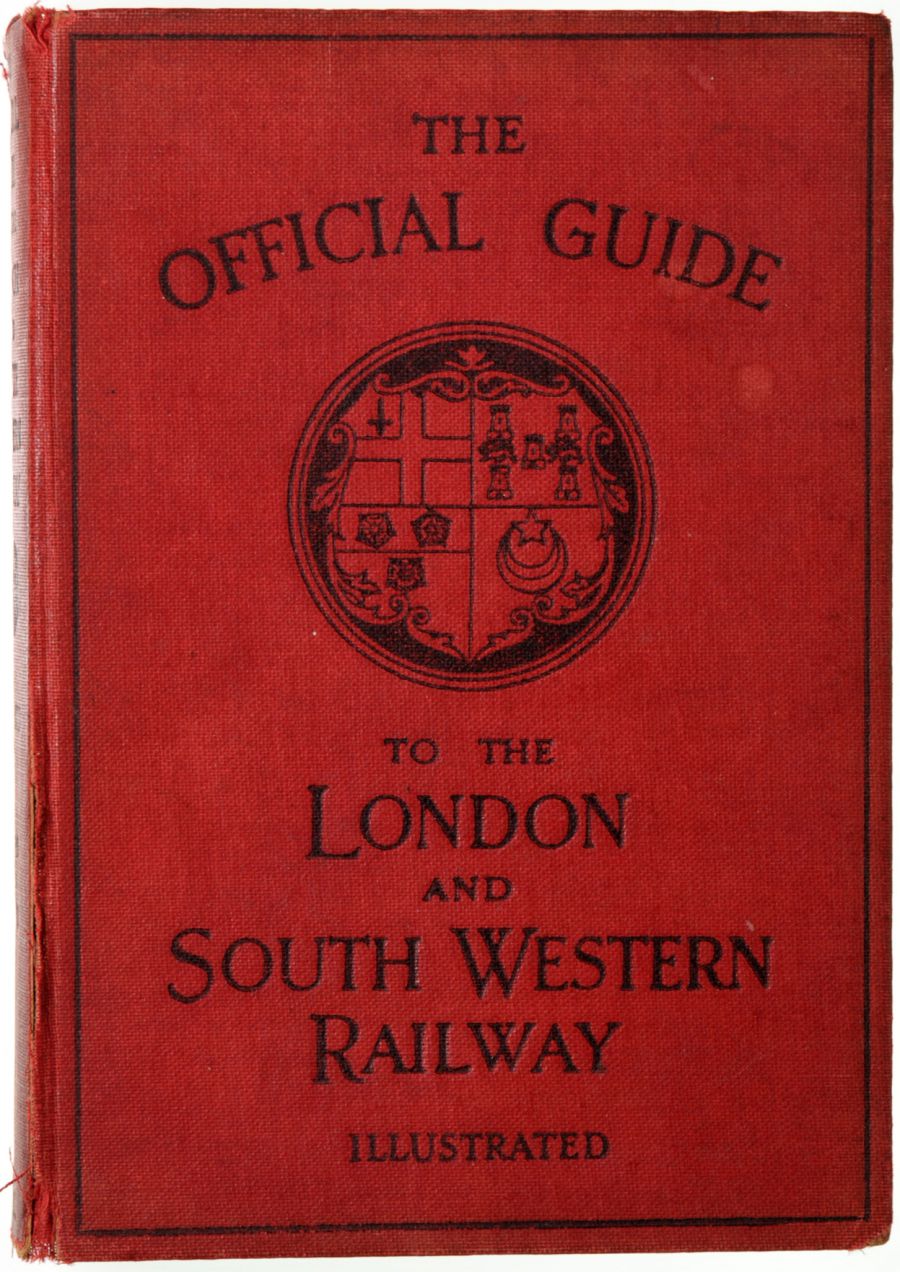 THE
OFFICIAL GUIDE
TO THE
LONDON
AND
SOUTH WESTERN
RAILWAY
ILLUSTRATED